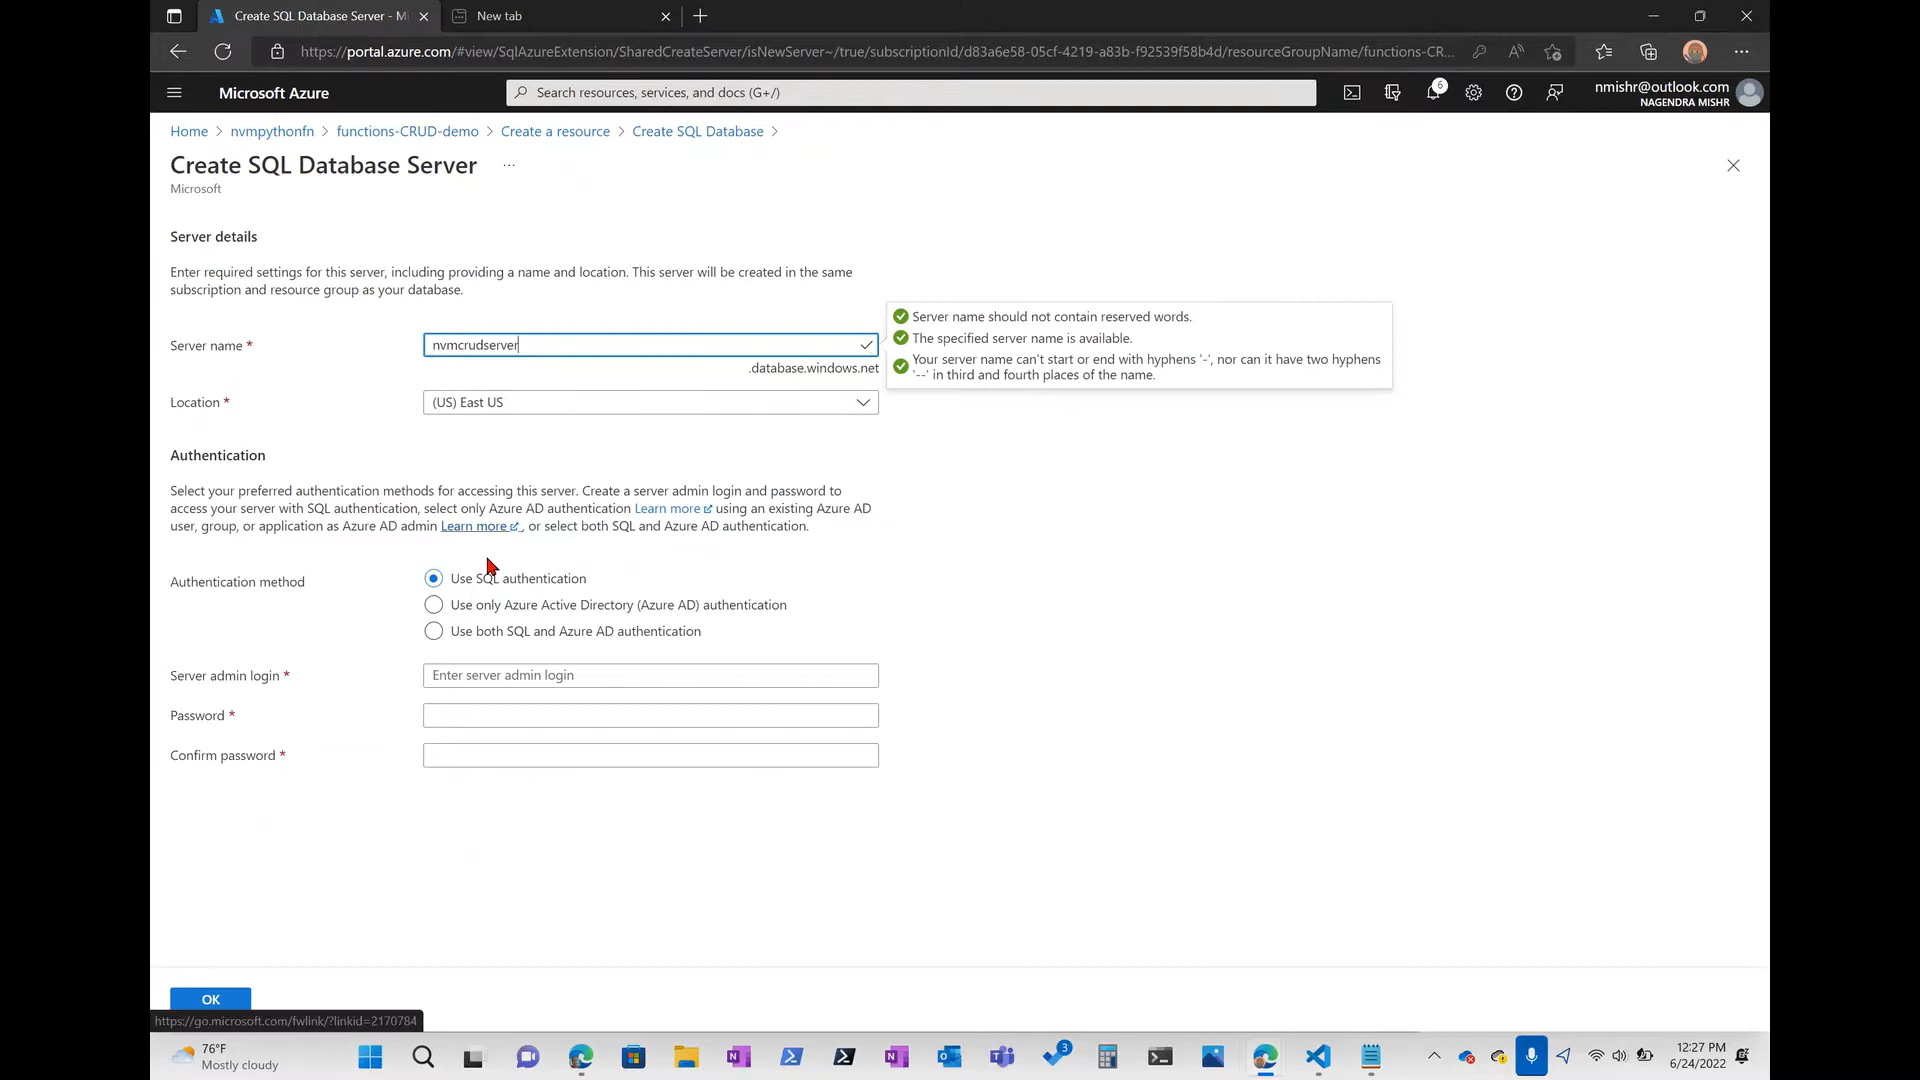 Create SQL Database Server - M
New tab
https://portal.azure.com/#view/SqlAzureExtension/SharedCreateServer/isNewServer~/true/subscriptionId/d83a6e58-05cf-4219-a83b-f92539f58b4d/resourceGroupName/functions-CR...
Microsoft Azure
Search resources, services, and docs (G+/)
6
nmishr@outlook.com
NAGENDRA MISHR
Home > nvmpythonfn > functions-CRUD-demo > Create a resource > Create SQL Database >
Create SQL Database Server ...
Microsoft
Server details
Enter required settings for this server, including providing a name and location. This server will be created in the same
subscription and resource group as your database.
Server name *
nvmcrudserver
.database.windows.net
Server name should not contain reserved words.
The specified server name is available.
Your server name can't start or end with hyphens '-', nor can it have two hyphens
'--' in third and fourth places of the name.
Location *
(US) East US
Authentication
Select your preferred authentication methods for accessing this server. Create a server admin login and password to
access your server with SQL authentication, select only Azure AD authentication Learn more using an existing Azure AD
user, group, or application as Azure AD admin Learn more , or select both SQL and Azure AD authentication.
Authentication method
Use SQL authentication
Use only Azure Active Directory (Azure AD) authentication
Use both SQL and Azure AD authentication
Server admin login *
Enter server admin login
Password *
Confirm password *
OK
https://go.microsoft.com/fwlink/?linkid=2170784
76°F
Mostly cloudy
3
12:27 PM
6/24/2022